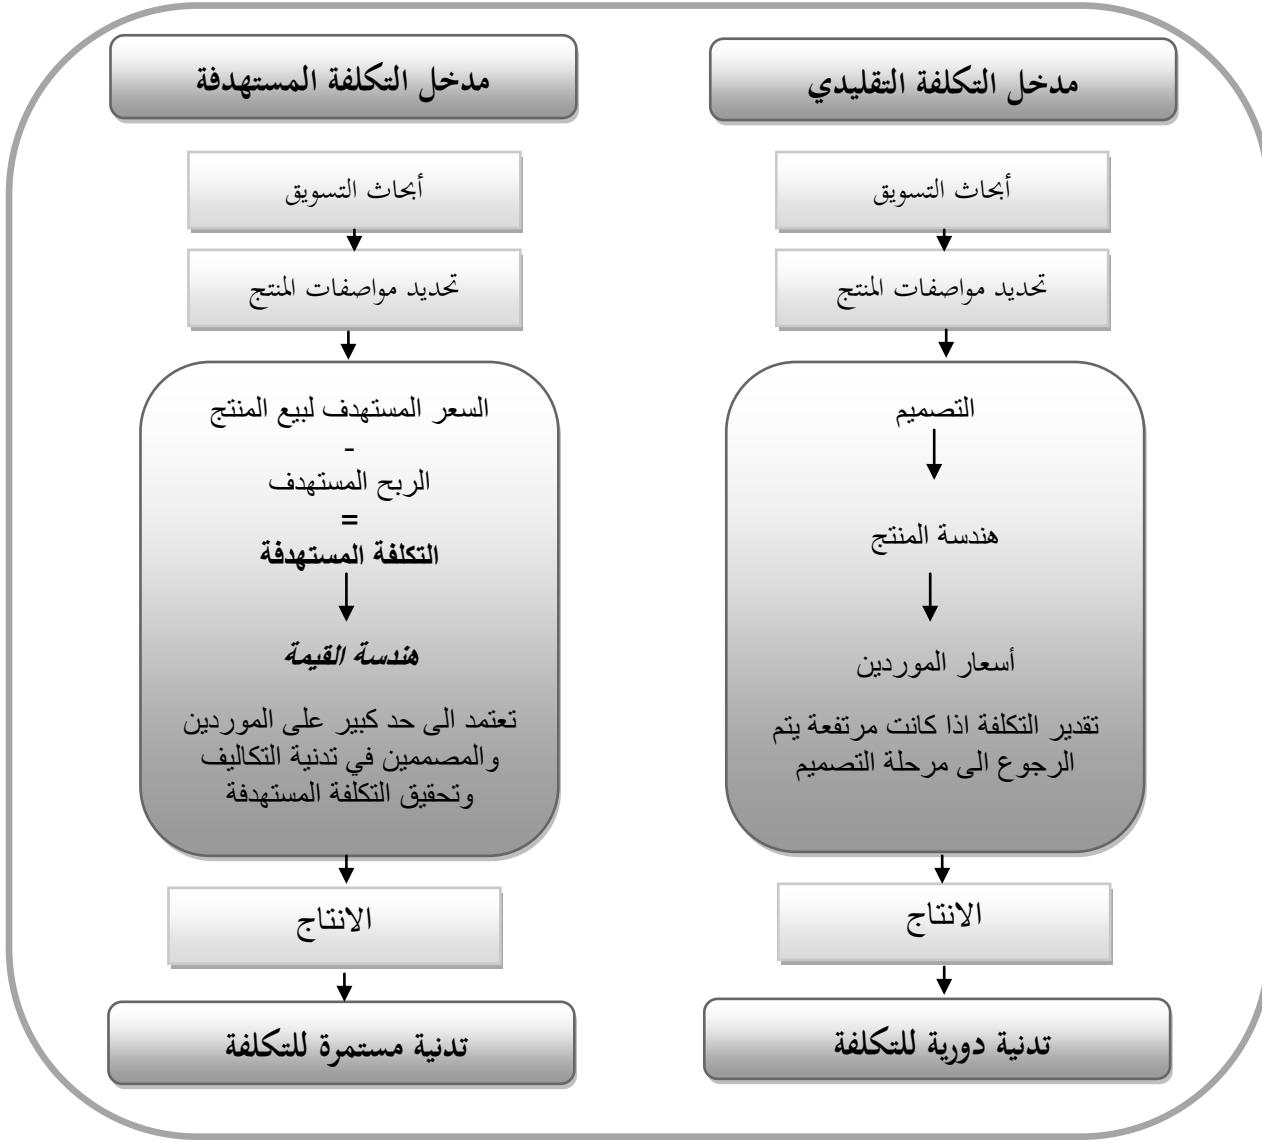 مدخل التكلفة التقليدي
أبحاث التسويق
تحديد مواصفات المنتج
التصميم
هندسة المنتج
أسعار الموردين
تقدير التكلفة اذا كانت مرتفعة يتم
الرجوع الى مرحلة التصميم
الانتاج
تدنية دورية للتكلفة
مدخل التكلفة المستهدفة
أبحاث التسويق
تحديد مواصفات المنتج
السعر المستهدف لبيع المنتج
-
الربح المستهدف
=
التكلفة المستهدفة
هندسة القيمة
تعتمد الى حد كبير على الموردين
والمصممين في تدنية التكاليف
وتحقيق التكلفة المستهدفة
الانتاج
تدنية مستمرة للتكلفة